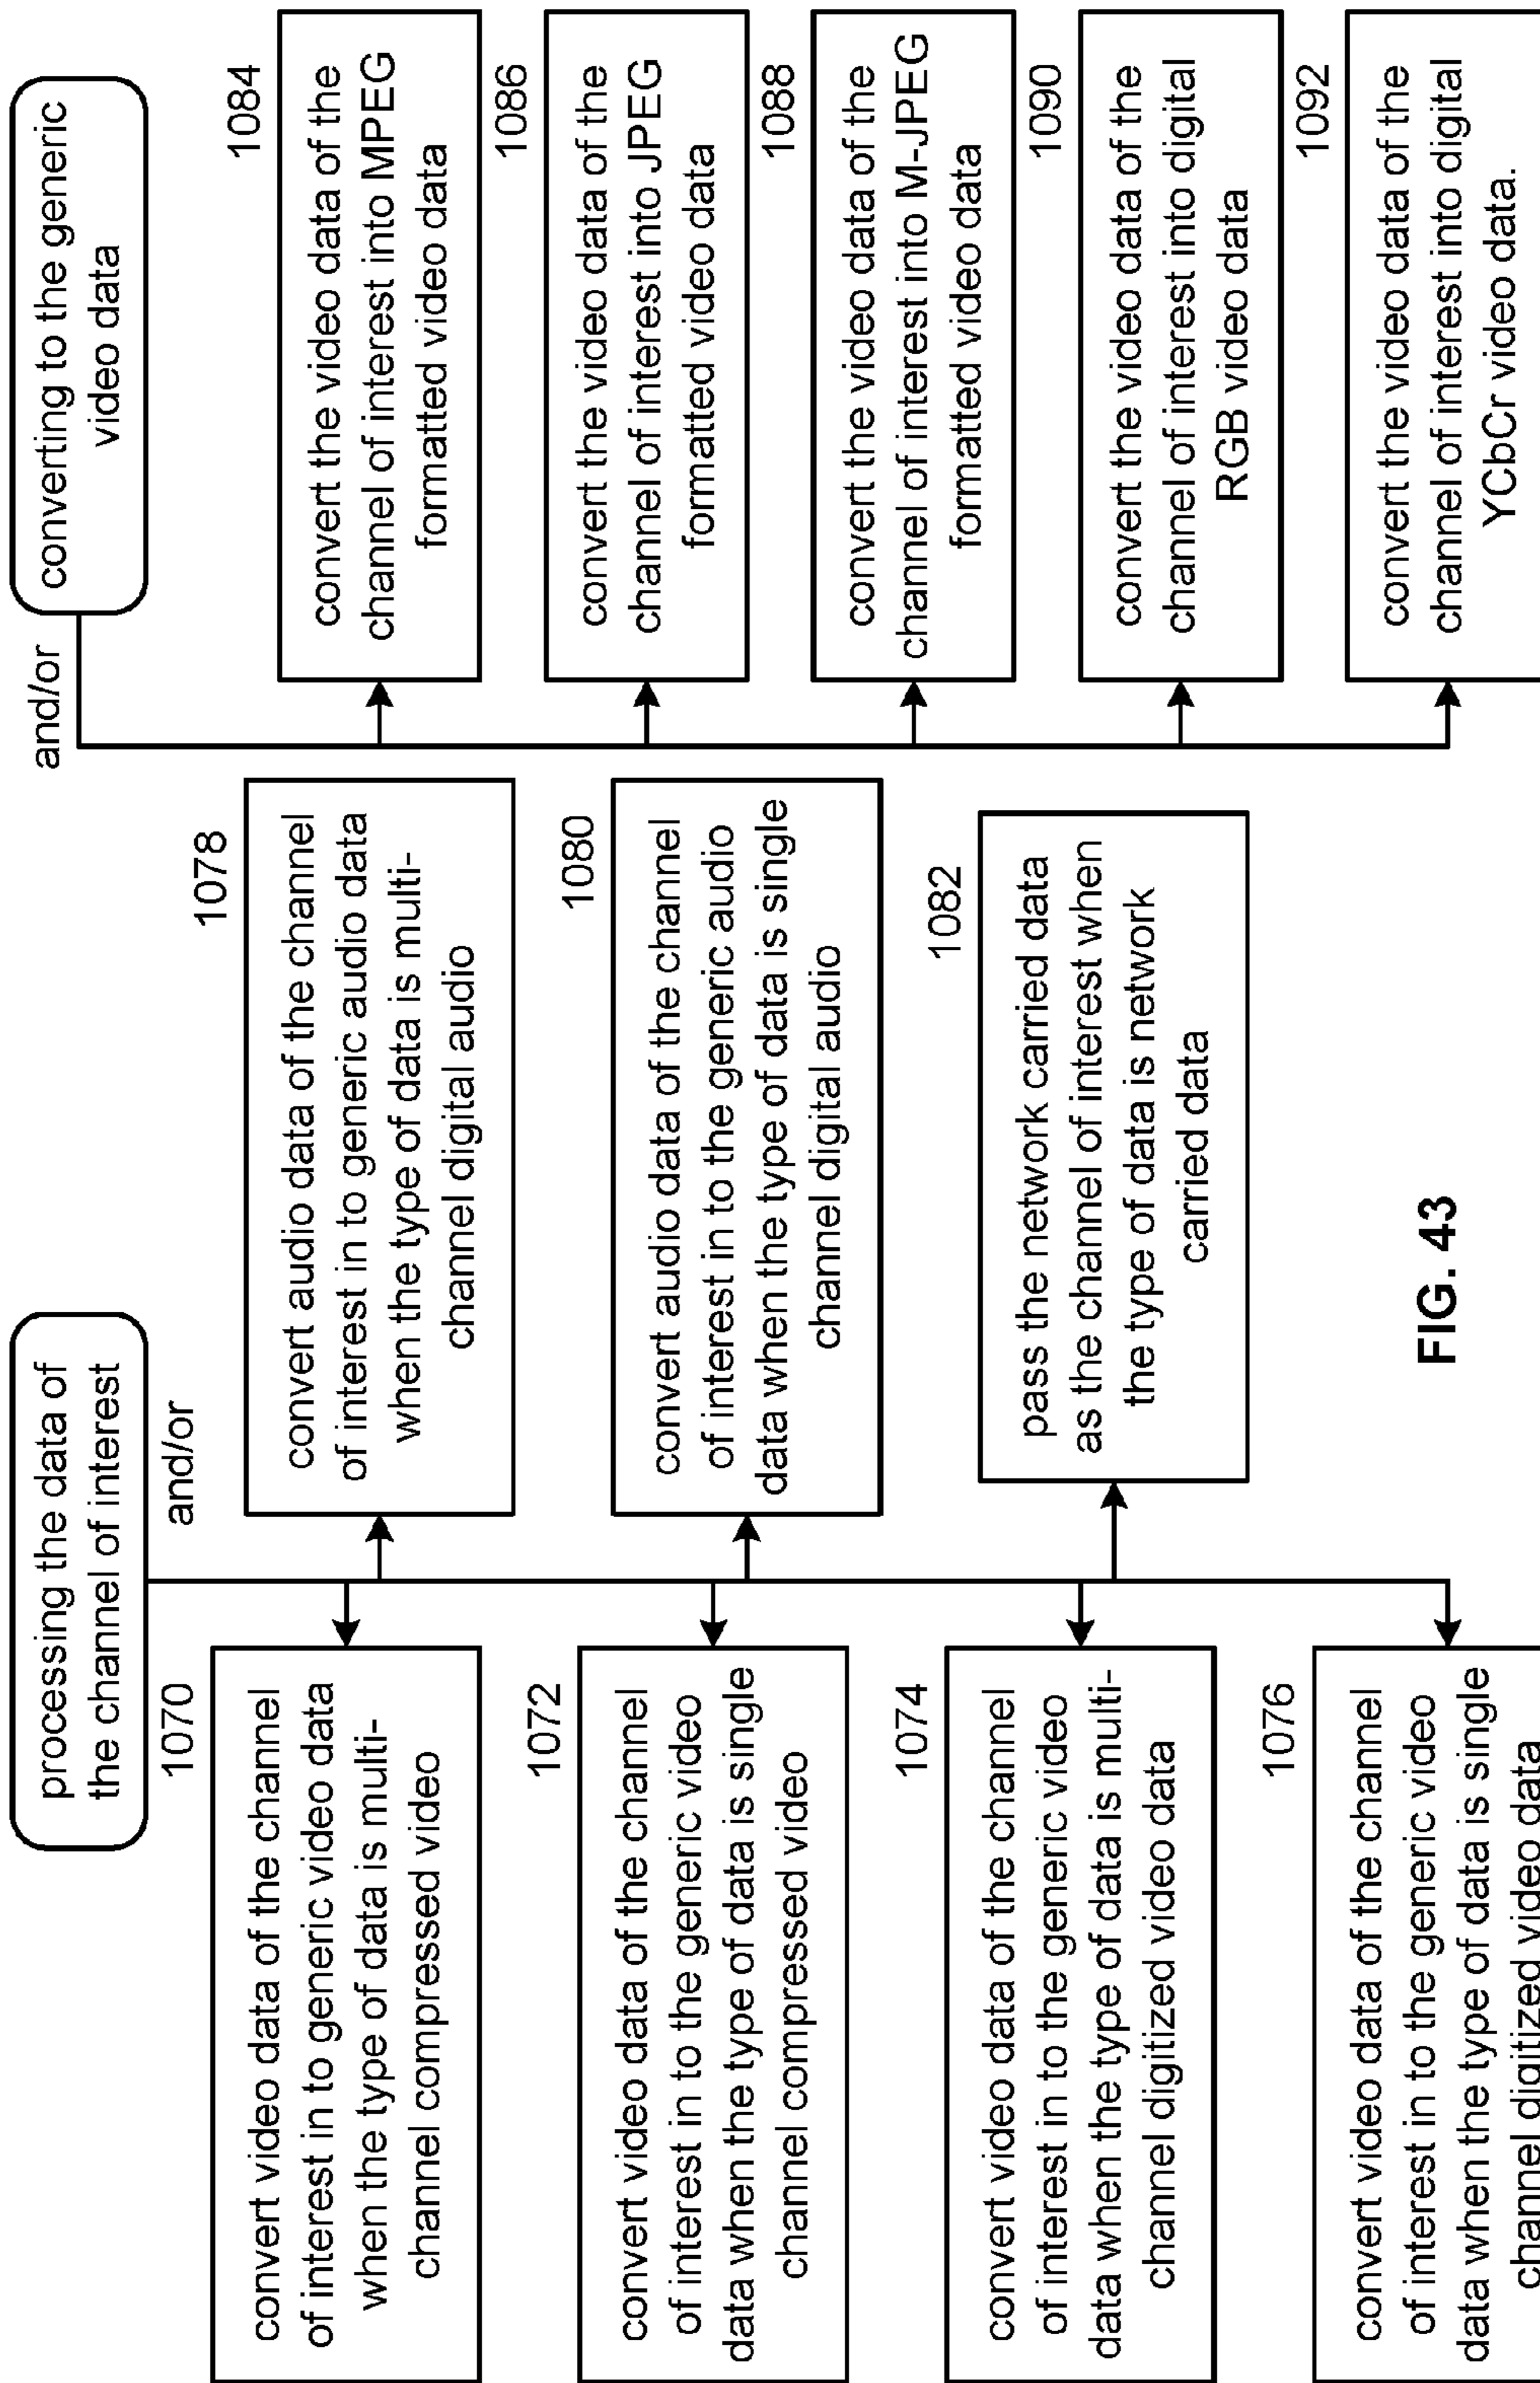 processing the data of
the channel of interest
and/or
1070
convert video data of the channel
of interest in to generic video data
when the type of data is multi-
channel compressed video
1072
convert video data of the channel
of interest in to the generic video
data when the type of data is single
channel compressed video
1074
convert video data of the channel
of interest in to the generic video
data when the type of data is multi-
channel digitized video data
1076
convert video data of the channel
of interest in to the generic video
data when the type of data is single
channel digitized video data
1078
convert audio data of the channel
of interest in to generic audio data
when the type of data is multi-
channel digital audio
1080
convert audio data of the channel
of interest in to the generic audio
data when the type of data is single
channel digital audio
1082
pass the network carried data
as the channel of interest when
the type of data is network
carried data
converting to the generic
video data
and/or
1084
convert the video data of the
channel of interest into MPEG
formatted video data
1086
convert the video data of the
channel of interest into JPEG
formatted video data
1088
convert the video data of the
channel of interest into M-JPEG
formatted video data
1090
convert the video data of the
channel of interest into digital
RGB video data
1092
convert the video data of the
channel of interest into digital
YCbCr video data.
FIG. 43